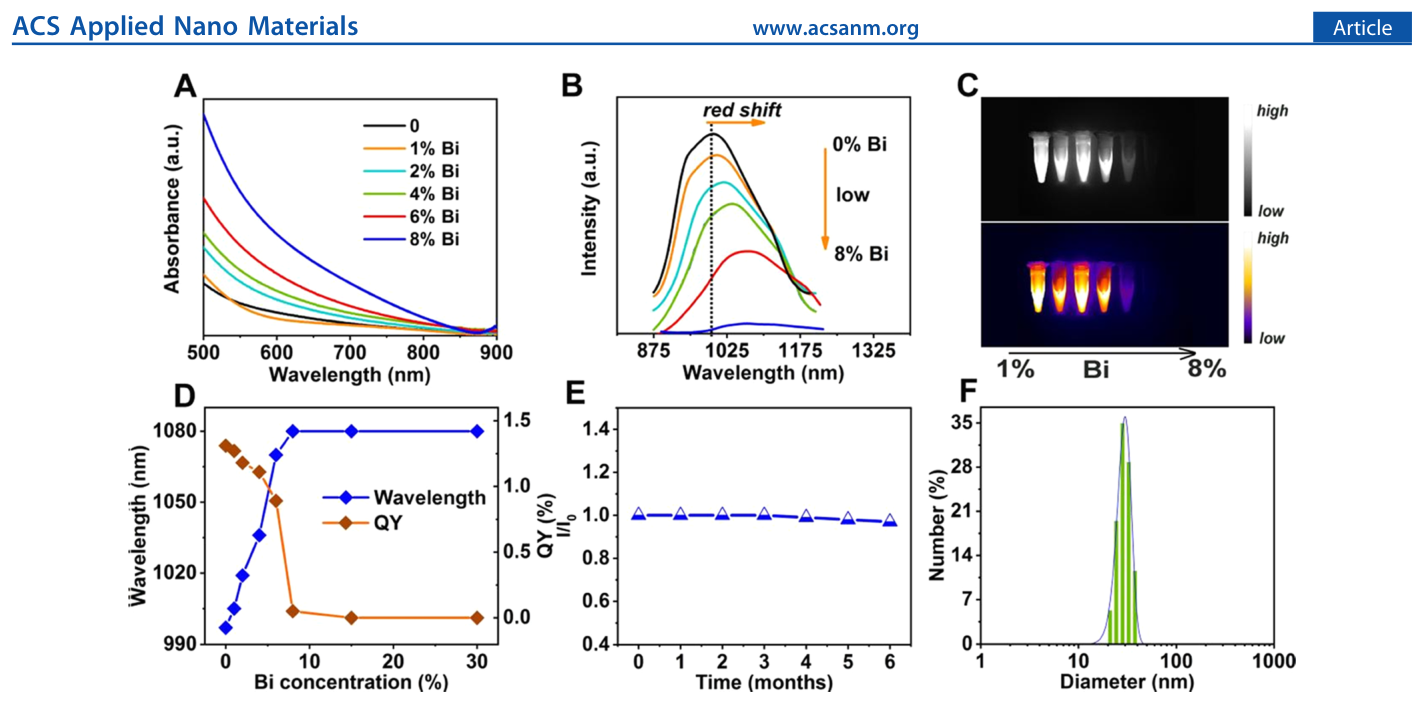 ACS Applied Nano Materials
www.acsanm.org
Article
A
Absorbance (a.u.)
0
1% Bi
2% Bi
4% Bi
6% Bi
8% Bi
500 600 700 800 900
Wavelength (nm)
B
Intensity (a.u.)
red shift
0% Bi
low
8% Bi
875 1025 1175 1325
Wavelength (nm)
C
high
low
high
low
1% Bi 8%
D
Wavelength (nm)
1080
1050
1020
990
Wavelength
QY
1.5
1.0
0.5
0.0
QY (%)
0 10 20 30
Bi concentration (%)
E
I/I0
1.4
1.2
1.0
0.8
0.6
0.4
0 1 2 3 4 5 6
Time (months)
F
Number (%)
35
28
21
14
7
0
1 10 100 1000
Diameter (nm)